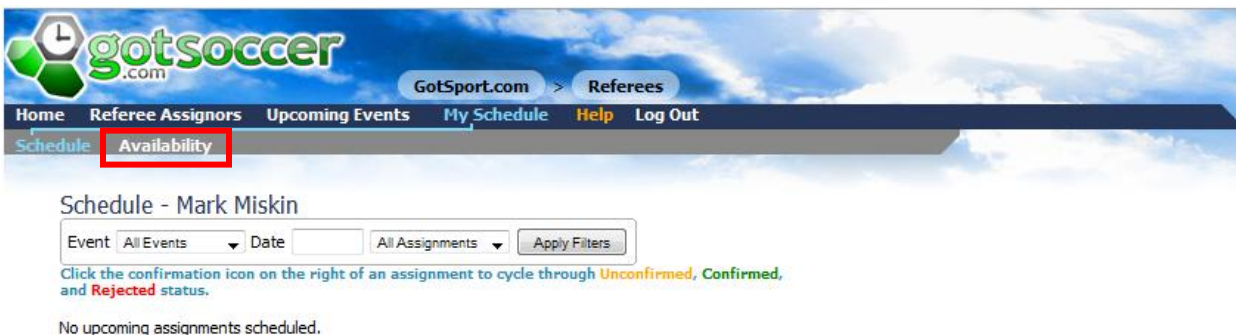 gotsoccer
.com
GotSport.com > Referees
Home Referee Assignors Upcoming Events My Schedule Help Log Out
Schedule Availability
Schedule - Mark Miskin
Event All Events Date All Assignments Apply Filters
Click the confirmation icon on the right of an assignment to cycle through Unconfirmed, Confirmed,
and Rejected status.
No upcoming assignments scheduled.